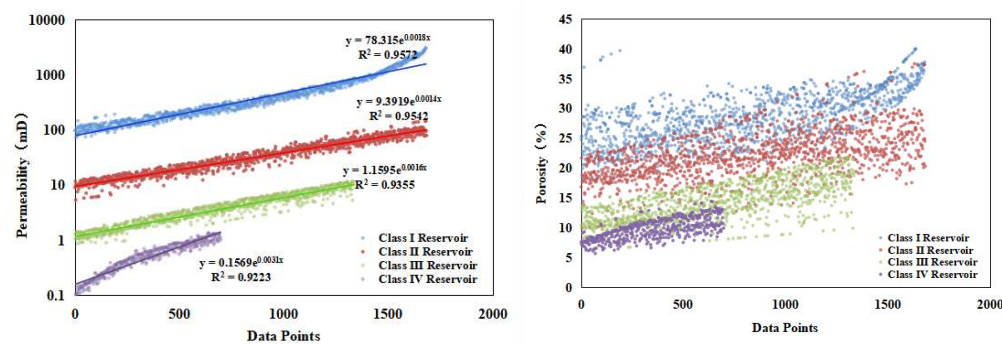 10000
1000
100
10
1
0.1
Permeability (mD)
y = 78.315e^0.0018x
R² = 0.9572
y = 9.3919e^0.0014x
R² = 0.9542
y = 1.1595e^0.0016x
R² = 0.9355
y = 0.1569e^0.0031x
R² = 0.9223
Class I Reservoir
Class II Reservoir
Class III Reservoir
Class IV Reservoir
0 500 1000 1500 2000
Data Points
45
40
35
30
25
20
15
10
5
0
Porosity (%)
Class I Reservoir
Class II Reservoir
Class III Reservoir
Class IV Reservoir
0 500 1000 1500 2000
Data Points